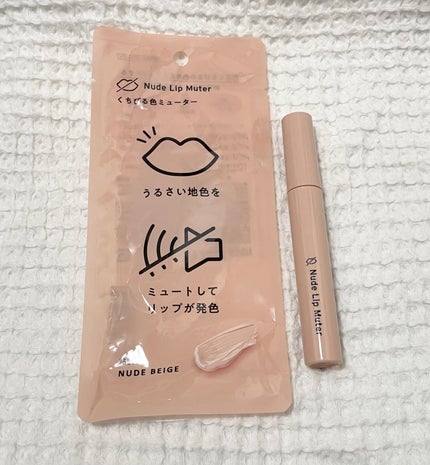 Nude Lip Muter
くちびる色ミューター
うるさい地色を
ミュートして
リップが発色
NUDE BEIGE
Nude Lip Muter